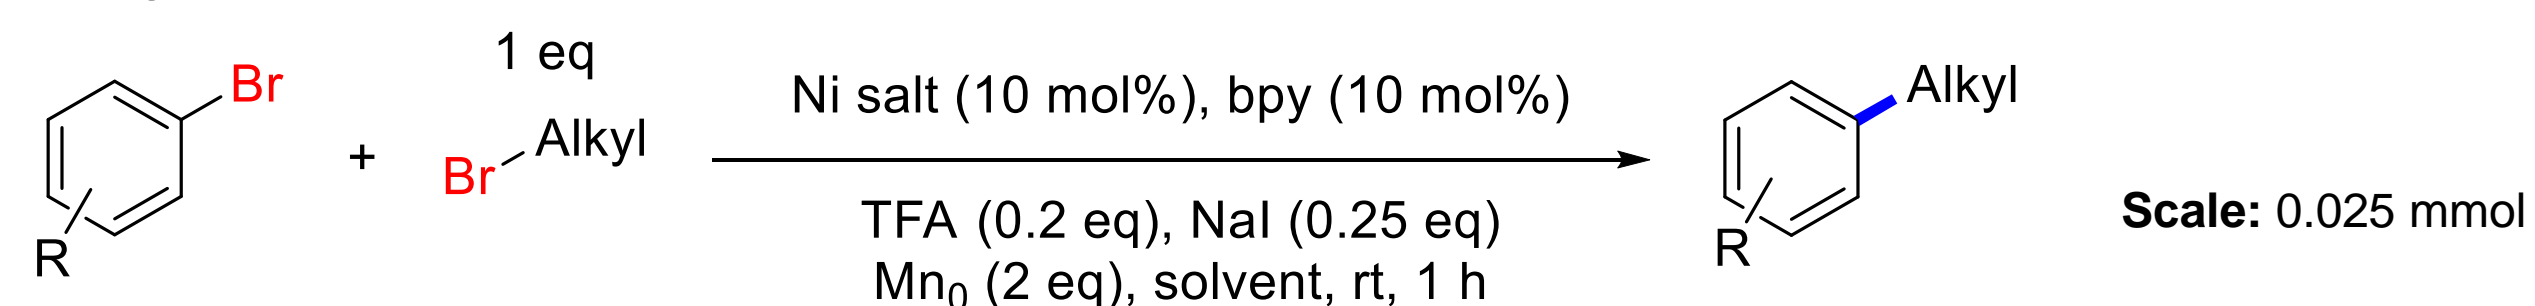 Br
R
+
1 eq
Br
Alkyl
Ni salt (10 mol%), bpy (10 mol%)
TFA (0.2 eq), NaI (0.25 eq)
Mn0 (2 eq), solvent, rt, 1 h
Alkyl
R
Scale: 0.025 mmol